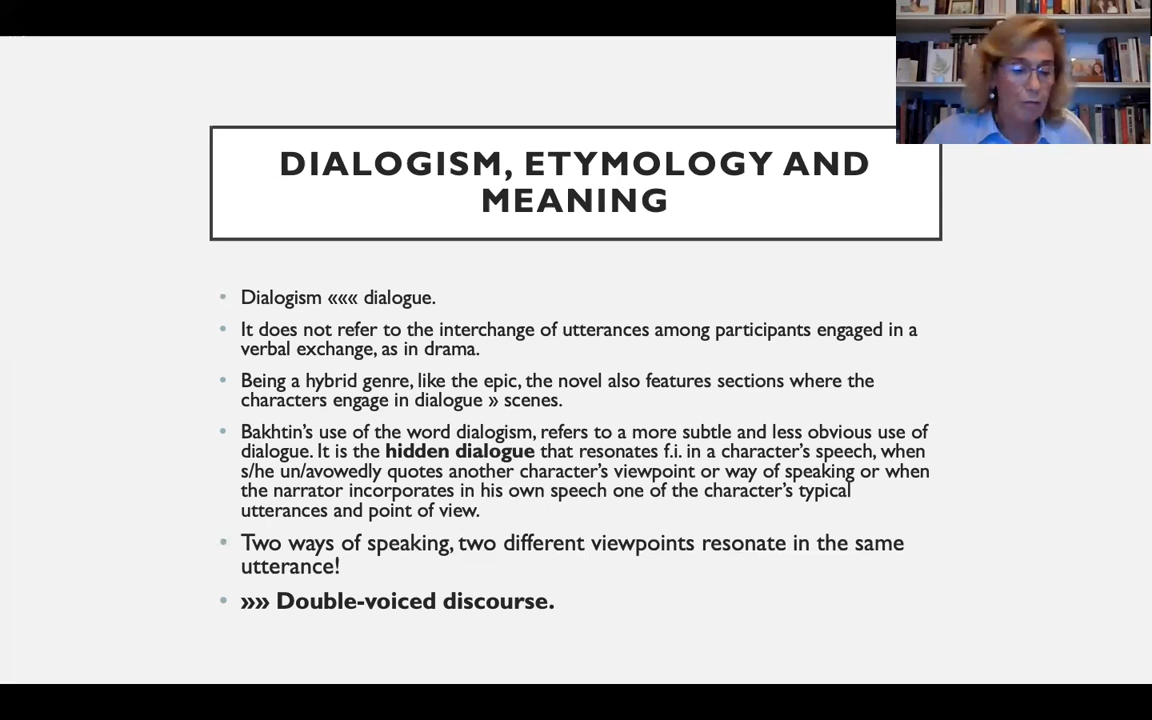 DIALOGISM, ETYMOLOGY AND
MEANING
• Dialogism ««« dialogue.
• It does not refer to the interchange of utterances among participants engaged in a
verbal exchange, as in drama.
• Being a hybrid genre, like the epic, the novel also features sections where the
characters engage in dialogue » scenes.
• Bakhtin’s use of the word dialogism, refers to a more subtle and less obvious use of
dialogue. It is the hidden dialogue that resonates f.i. in a character’s speech, when
s/he un/avowedly quotes another character’s viewpoint or way of speaking or when
the narrator incorporates in his own speech one of the character’s typical
utterances and point of view.
• Two ways of speaking, two different viewpoints resonate in the same
utterance!
• »» Double-voiced discourse.